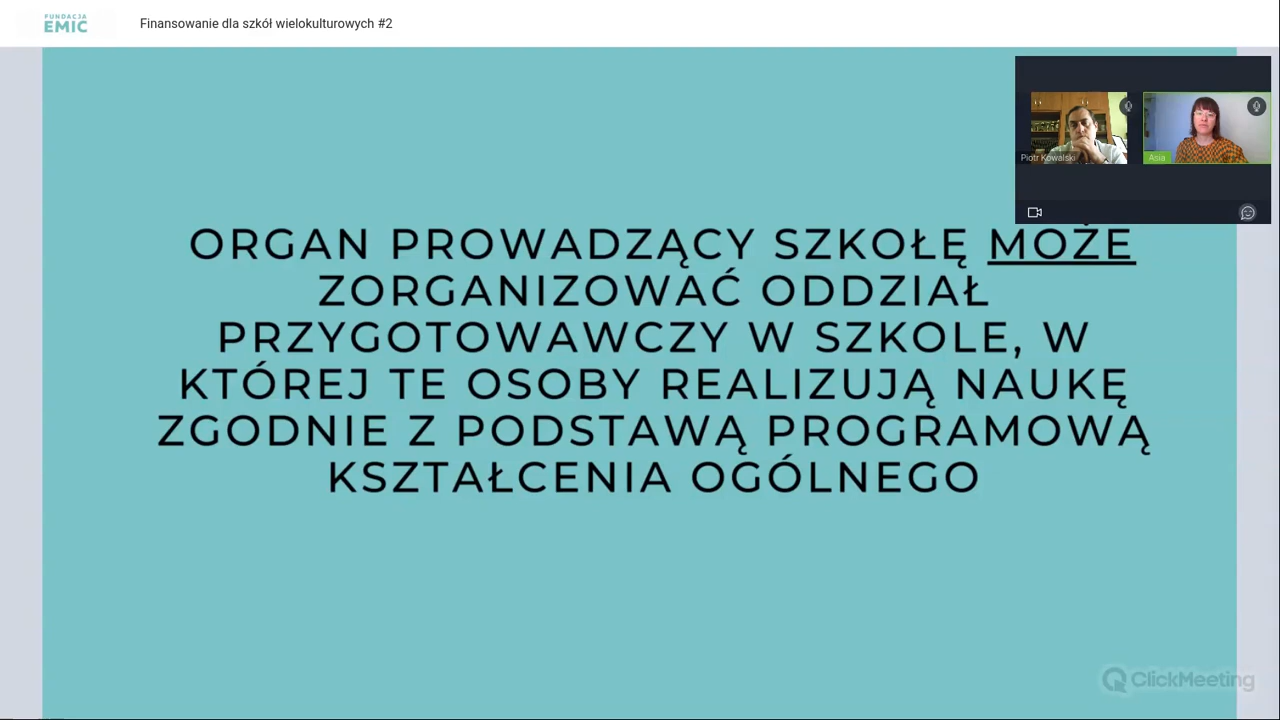 FUNDACJA
EMIC
Finansowanie dla szkół wielokulturowych #2
Piotr Kowalski
Asia
ORGAN PROWADZĄCY SZKOŁĘ MOŻE
ZORGANIZOWAĆ ODDZIAŁ
PRZYGOTOWAWCZY W SZKOLE, W
KTÓREJ TE OSOBY REALIZUJĄ NAUKĘ
ZGODNIE Z PODSTAWĄ PROGRAMOWĄ
KSZTAŁCENIA OGÓLNEGO
ClickMeeting